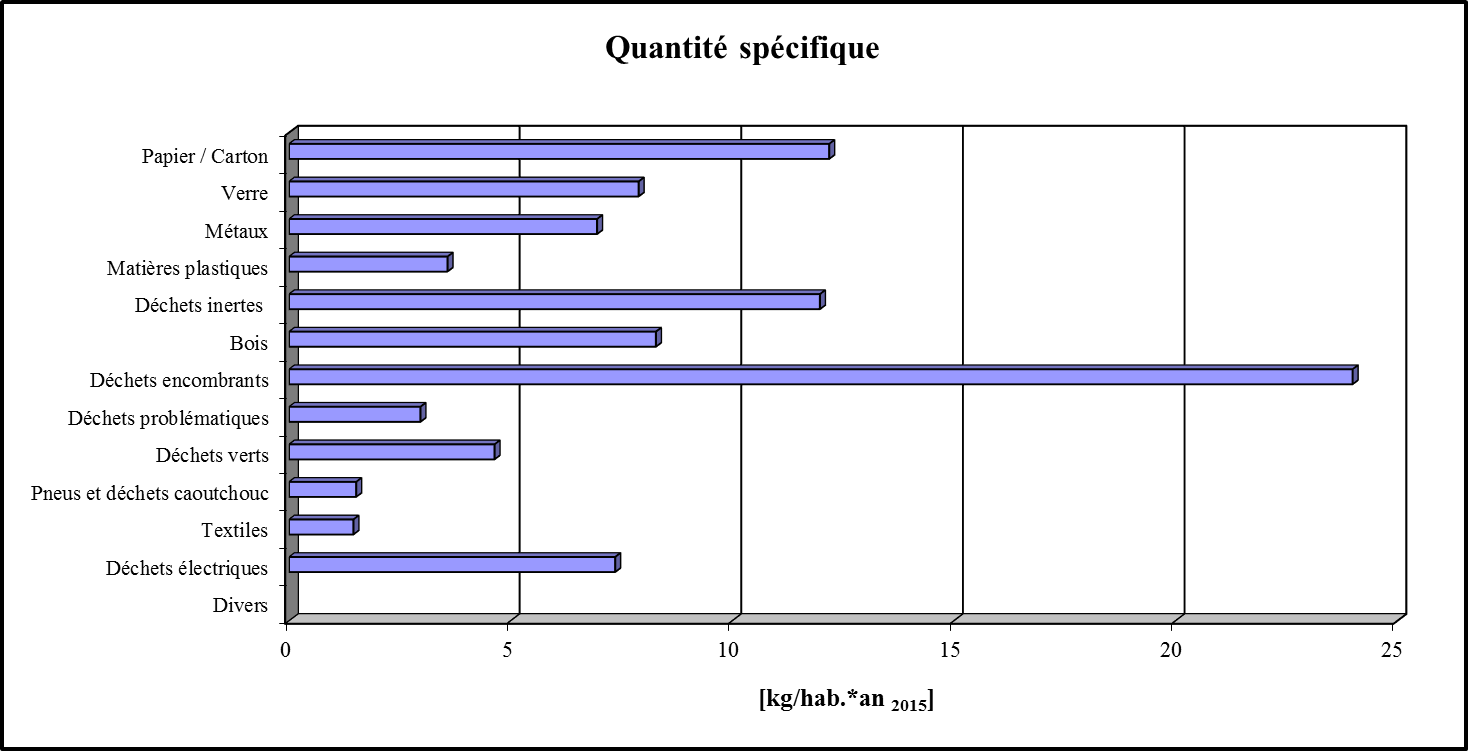 Quantité spécifique
Papier / Carton
Verre
Métaux
Matières plastiques
Déchets inertes
Bois
Déchets encombrants
Déchets problématiques
Déchets verts
Pneus et déchets caoutchouc
Textiles
Déchets électriques
Divers
0 5 10 15 20 25
[kg/hab.*an 2015]